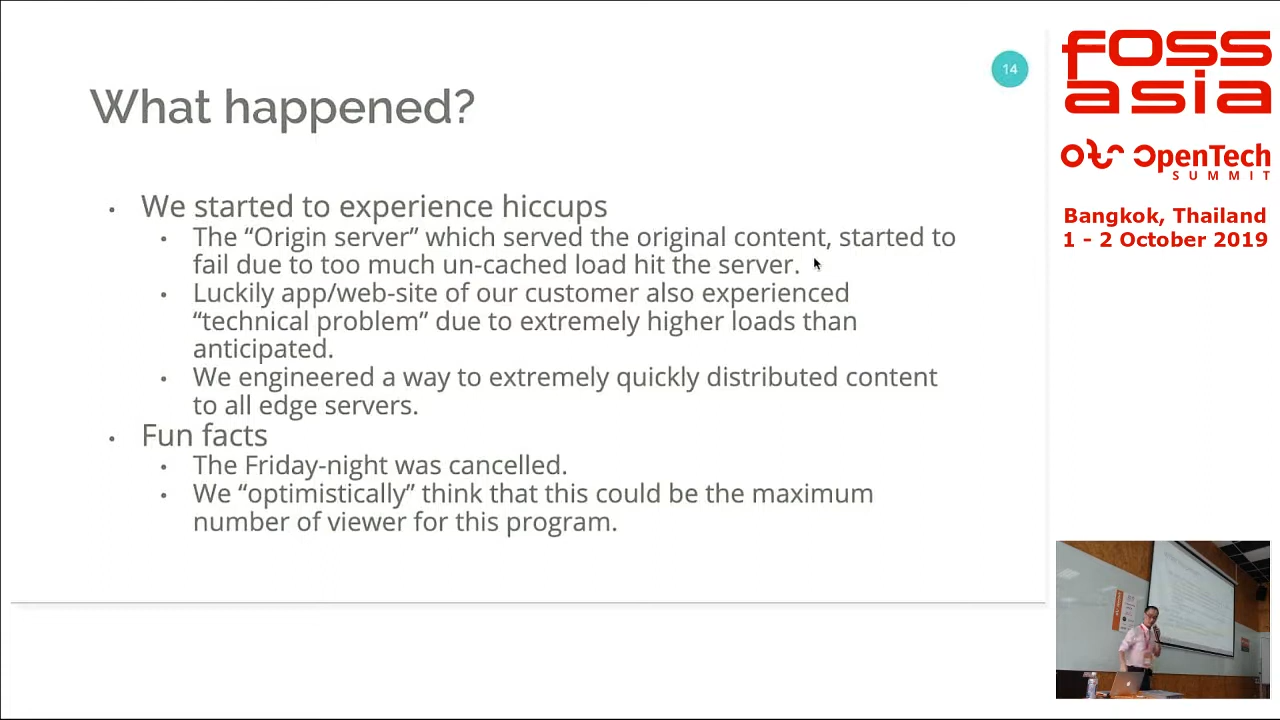 14
What happened?
We started to experience hiccups
The “Origin server” which served the original content, started to
fail due to too much un-cached load hit the server.
Luckily app/web-site of our customer also experienced
“technical problem” due to extremely higher loads than
anticipated.
We engineered a way to extremely quickly distributed content
to all edge servers.
Fun facts
The Friday-night was cancelled.
We “optimistically” think that this could be the maximum
number of viewer for this program.
FOSS
asia
OpenTech
SUMMIT
Bangkok, Thailand
1 - 2 October 2019